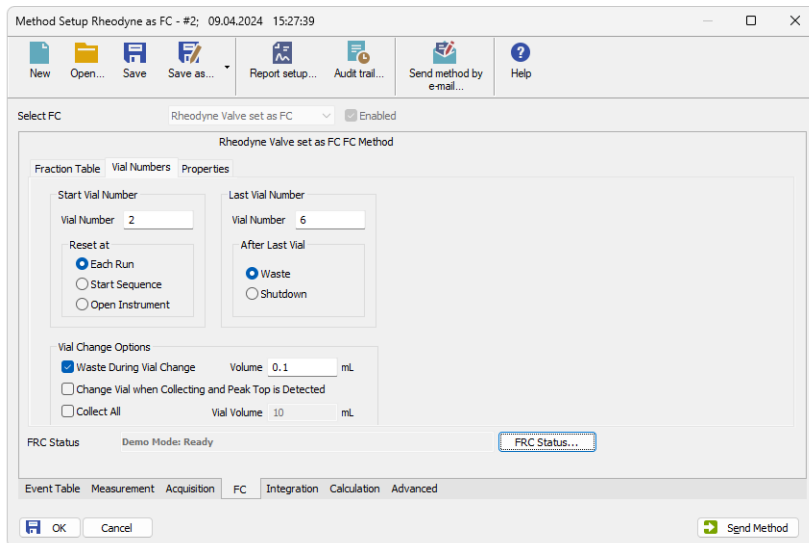 Method Setup Rheodyne as FC - #2;   09.04.2024   15:27:39
New Open... Save Save as... Report setup... Audit trail... Send method by e-mail... Help
Select FC Rheodyne Valve set as FC Enabled
Rheodyne Valve set as FC FC Method
Fraction Table Vial Numbers Properties
Start Vial Number Last Vial Number
Vial Number 2 Vial Number 6
Reset at After Last Vial
Each Run
Waste
Start Sequence
Shutdown
Open Instrument
Vial Change Options
Waste During Vial Change Volume 0.1 mL
Change Vial when Collecting and Peak Top is Detected
Collect All Vial Volume 10 mL
FRC Status Demo Mode: Ready FRC Status...
Event Table Measurement Acquisition FC Integration Calculation Advanced
OK Cancel Send Method